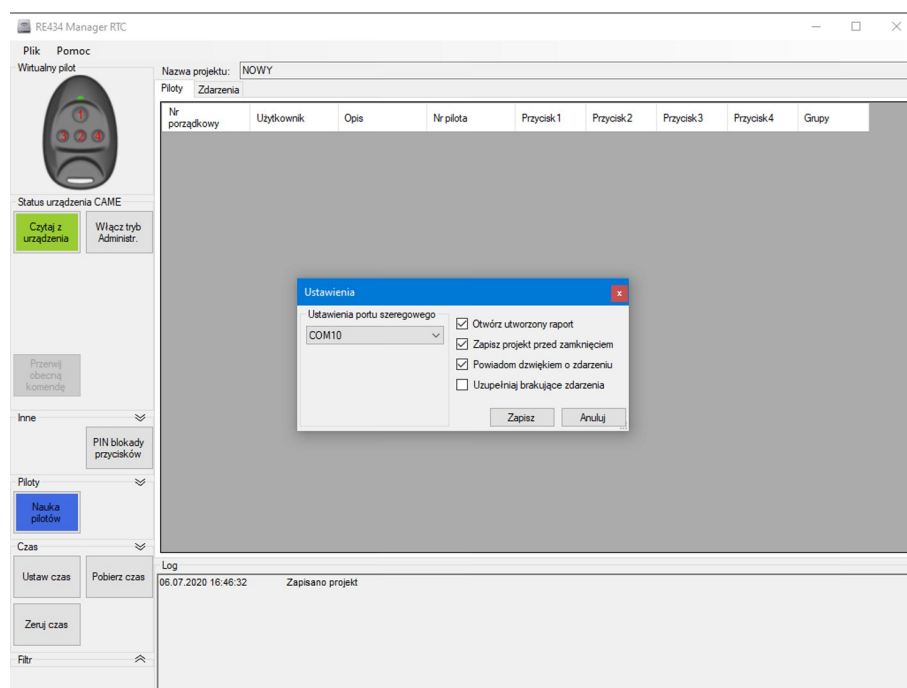 RE434 Manager RTC
Plik Pomoc
Wirtualny pilot
1
3 2 4
Nazwa projektu: NOWY
Piloty Zdarzenia
Nr porządkowy Użytkownik Opis Nr pilota Przycisk1 Przycisk2 Przycisk3 Przycisk4 Grupy
Status urządzenia CAME
Czytaj z
urządzenia
Włącz tryb
Administr.
Przerwij
obecną
komendę
Inne
PIN blokady
przycisków
Piloty
Nauka
pilotów
Czas
Ustaw czas Pobierz czas
Zeruj czas
Filtr
Ustawienia
x
Ustawienia portu szeregowego
COM10
Otwórz utworzony raport
Zapisz projekt przed zamknięciem
Powiadom dzwiękiem o zdarzeniu
Uzupełniaj brakujące zdarzenia
Zapisz Anuluj
Log
06.07.2020 16:46:32 Zapisano projekt